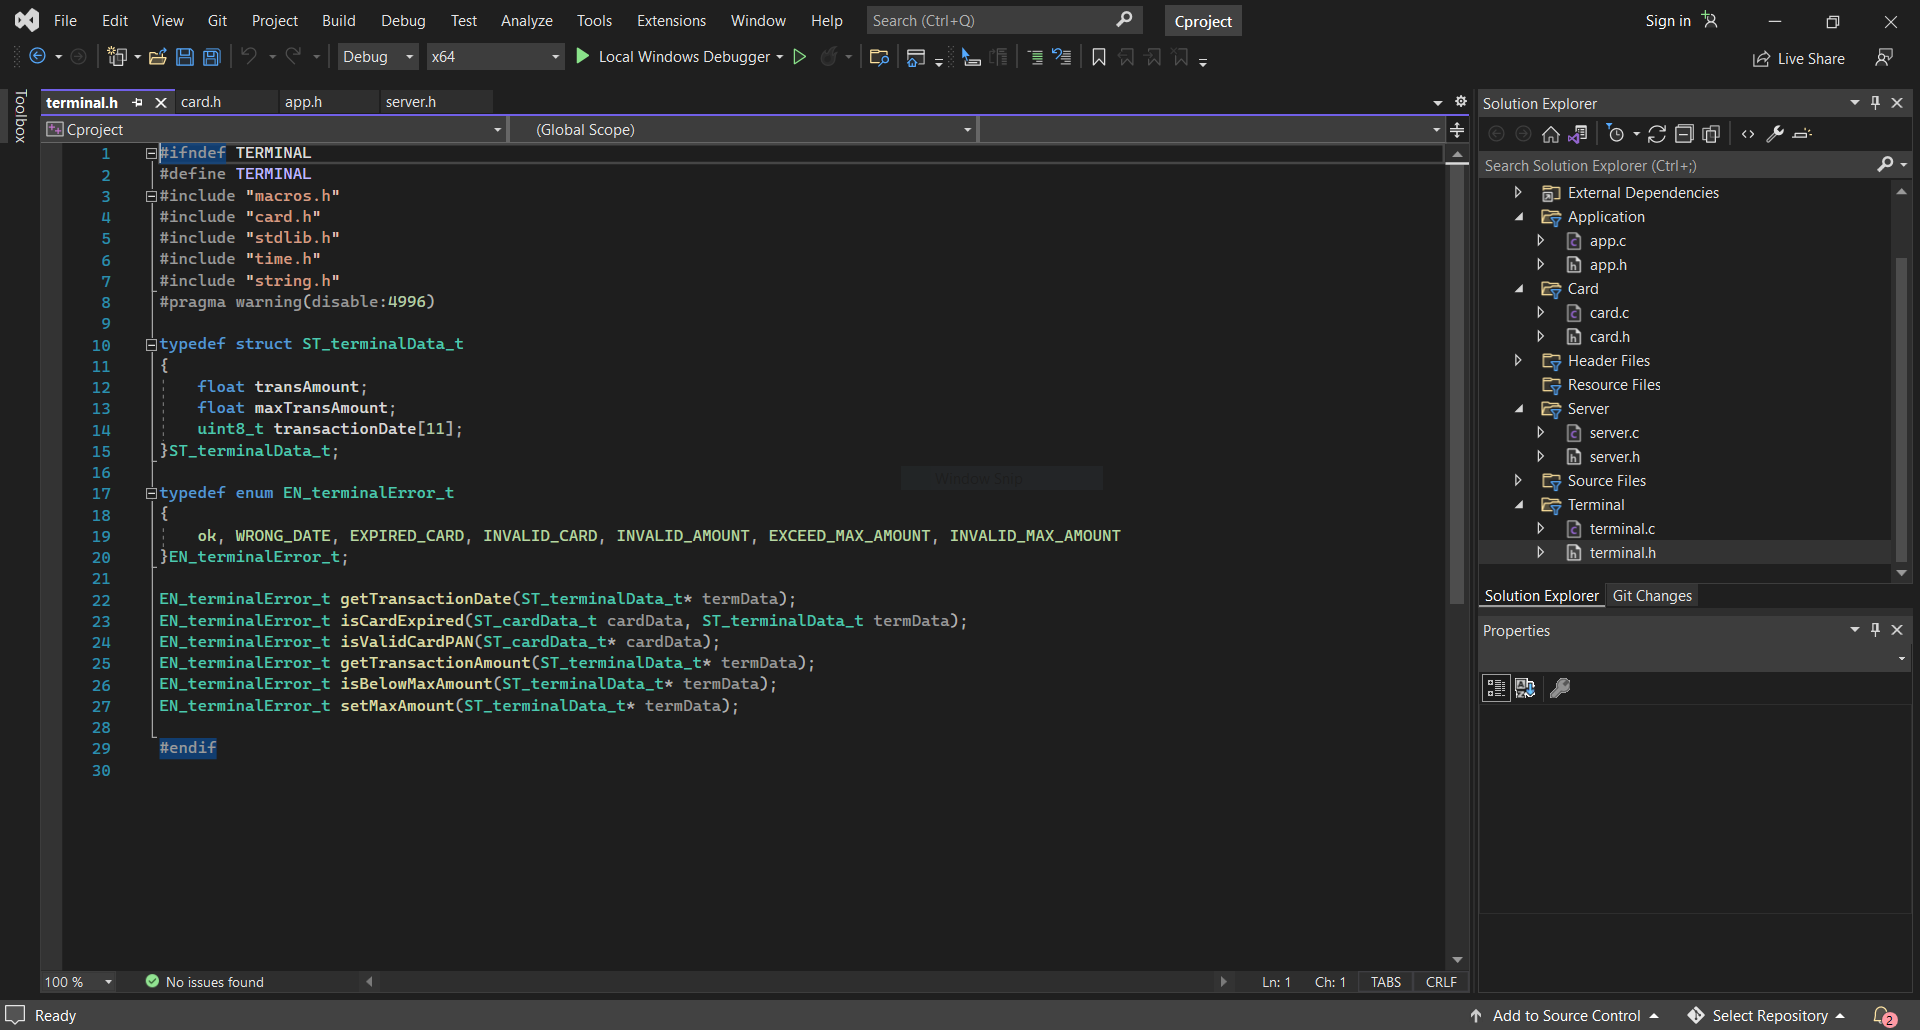 File Edit View Git Project Build Debug Test Analyze Tools Extensions Window Help Search (Ctrl+Q) Cproject Sign in
Debug x64 Local Windows Debugger Live Share
Toolbox
terminal.h card.h app.h server.h
Cproject (Global Scope)
1 #ifndef TERMINAL
2 #define TERMINAL
3 #include "macros.h"
4 #include "card.h"
5 #include "stdlib.h"
6 #include "time.h"
7 #include "string.h"
8 #pragma warning(disable:4996)
9
10 typedef struct ST_terminalData_t
11 {
12 float transAmount;
13 float maxTransAmount;
14 uint8_t transactionDate[11];
15 }ST_terminalData_t;
16
Window Snip
17 typedef enum EN_terminalError_t
18 {
19 ok, WRONG_DATE, EXPIRED_CARD, INVALID_CARD, INVALID_AMOUNT, EXCEED_MAX_AMOUNT, INVALID_MAX_AMOUNT
20 }EN_terminalError_t;
21
22 EN_terminalError_t getTransactionDate(ST_terminalData_t* termData);
23 EN_terminalError_t isCardExpired(ST_cardData_t cardData, ST_terminalData_t termData);
24 EN_terminalError_t isValidCardPAN(ST_cardData_t* cardData);
25 EN_terminalError_t getTransactionAmount(ST_terminalData_t* termData);
26 EN_terminalError_t isBelowMaxAmount(ST_terminalData_t* termData);
27 EN_terminalError_t setMaxAmount(ST_terminalData_t* termData);
28
29 #endif
30
100 % No issues found Ln: 1 Ch: 1 TABS CRLF
Solution Explorer
Search Solution Explorer (Ctrl+;)
External Dependencies
Application
app.c
app.h
Card
card.c
card.h
Header Files
Resource Files
Server
server.c
server.h
Source Files
Terminal
terminal.c
terminal.h
Solution Explorer Git Changes
Properties
Ready Add to Source Control Select Repository 2